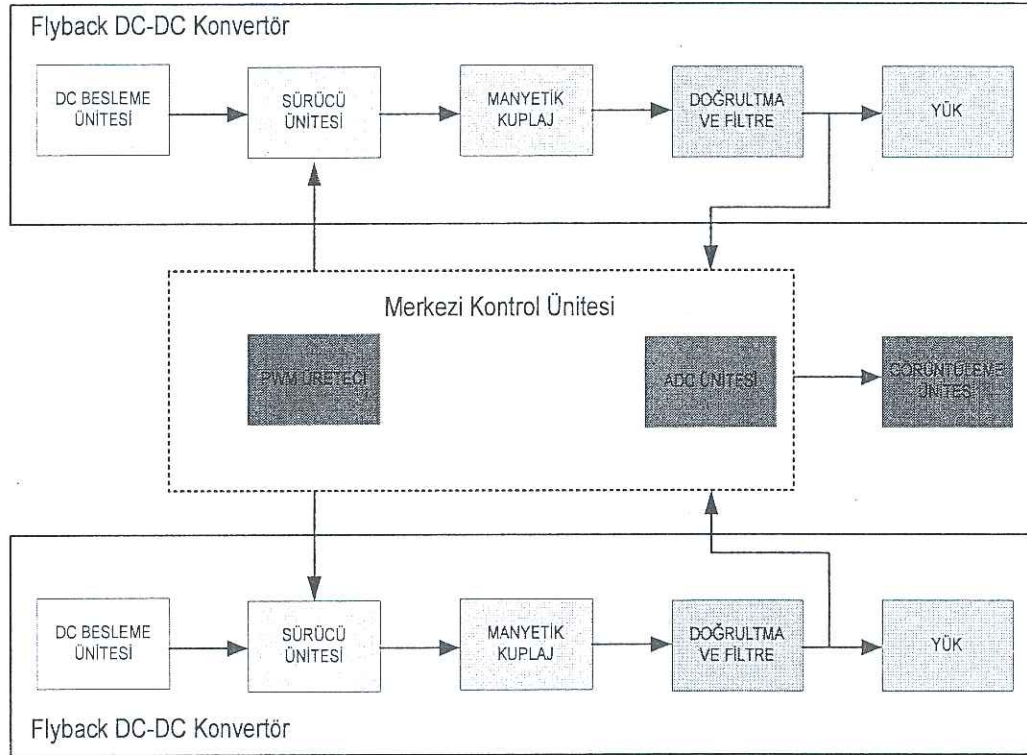 Flyback DC-DC Konvertör
DC BESLEME
ÜNİTESİ
SÜRÜCÜ
ÜNİTESİ
MANYETİK
KUPLAJ
DOĞRULTMA
VE FİLTRE
YÜK
Merkezi Kontrol Ünitesi
PWM ÜRETECİ
ADC ÜNİTESİ
GÖRÜNTÜLEME
ÜNİTESİ
DC BESLEME
ÜNİTESİ
SÜRÜCÜ
ÜNİTESİ
MANYETİK
KUPLAJ
DOĞRULTMA
VE FİLTRE
YÜK
Flyback DC-DC Konvertör